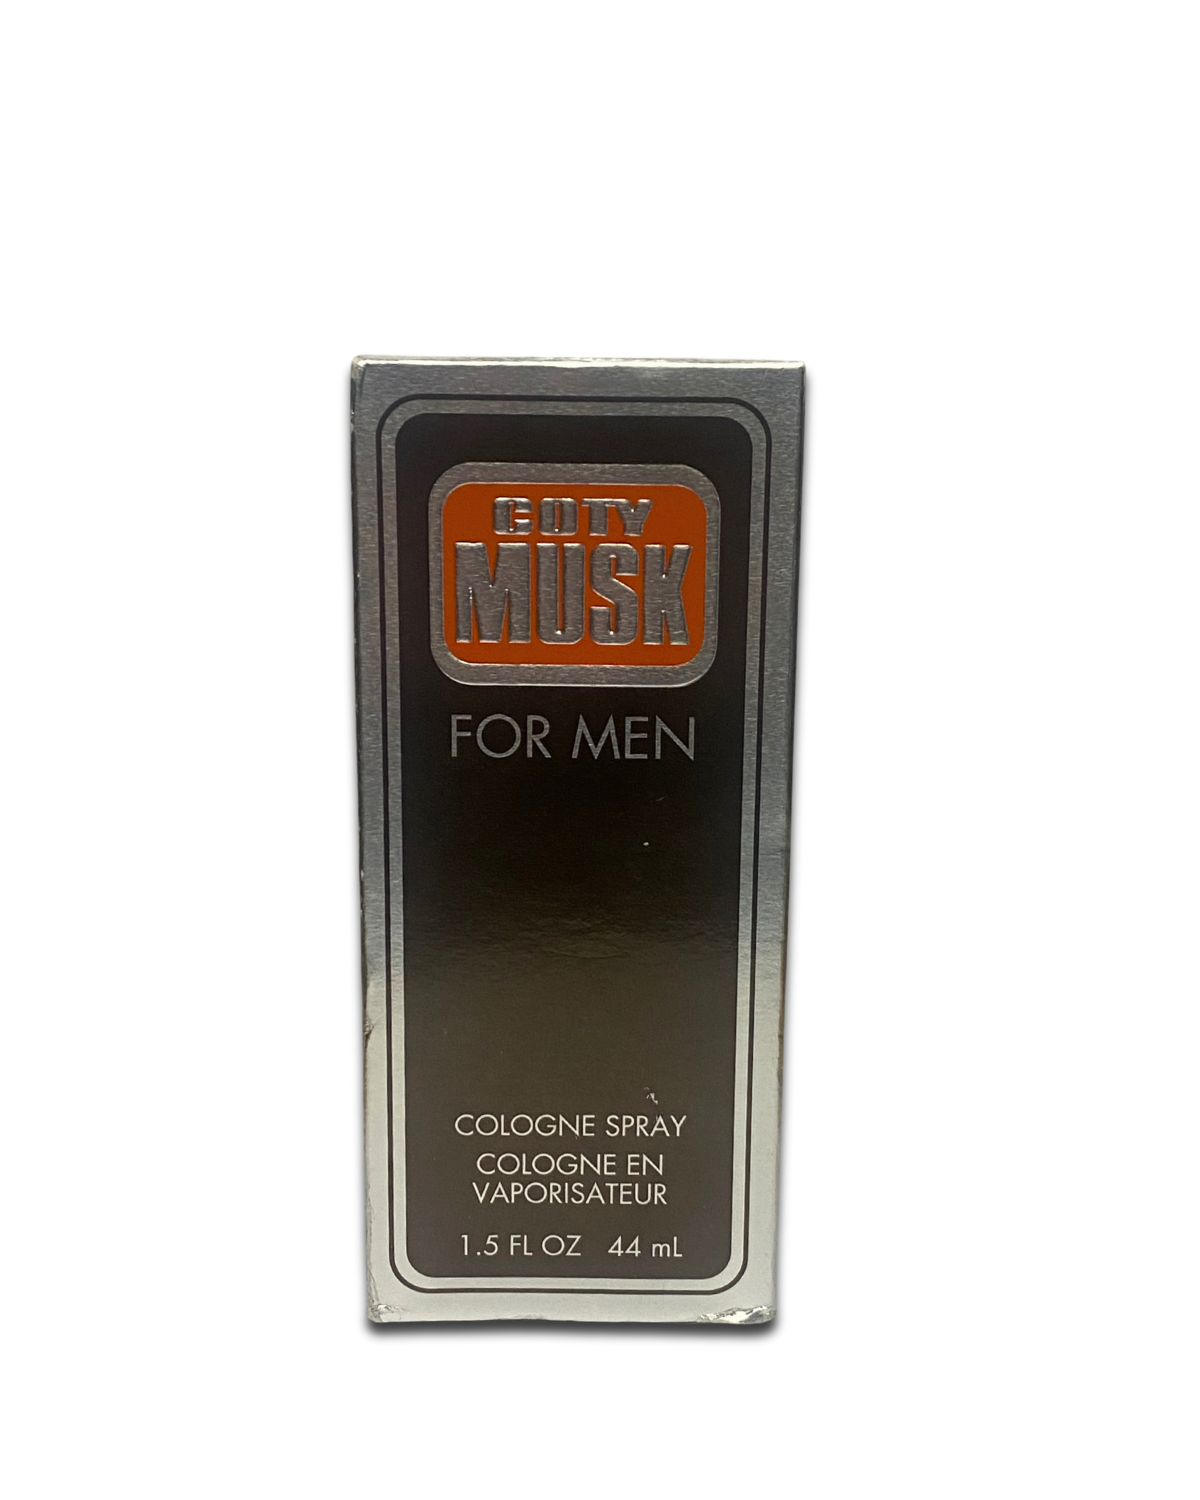 COTY
MUSK
FOR MEN
COLOGNE SPRAY
COLOGNE EN
VAPORISATEUR
1.5 FL OZ 44 mL